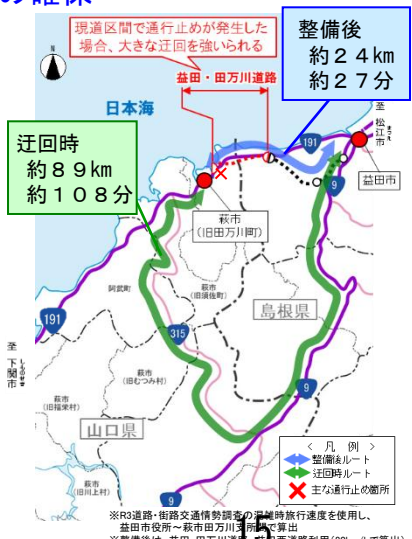 の確保
現道区間で通行止めが発生した
場合、大きな迂回を強いられる
整備後
約24km
約27分
益田・田万川道路
日本海
至 松江市
191
益田市
迂回時
約89km
約108分
9
萩市
(旧田万川町)
阿武町
萩市
(旧須佐町)
島根県
191
315
至 下関市
萩市
(旧むつみ村)
萩市
(旧福栄村)
9
山口県
萩市
(旧川上村)
9
< 凡 例 >
整備後ルート
迂回時ルート
主な通行止め箇所
※R3道路・街路交通情勢調査の混雑時旅行速度を使用し、
益田市役所~萩市田万川支所間で算出
15